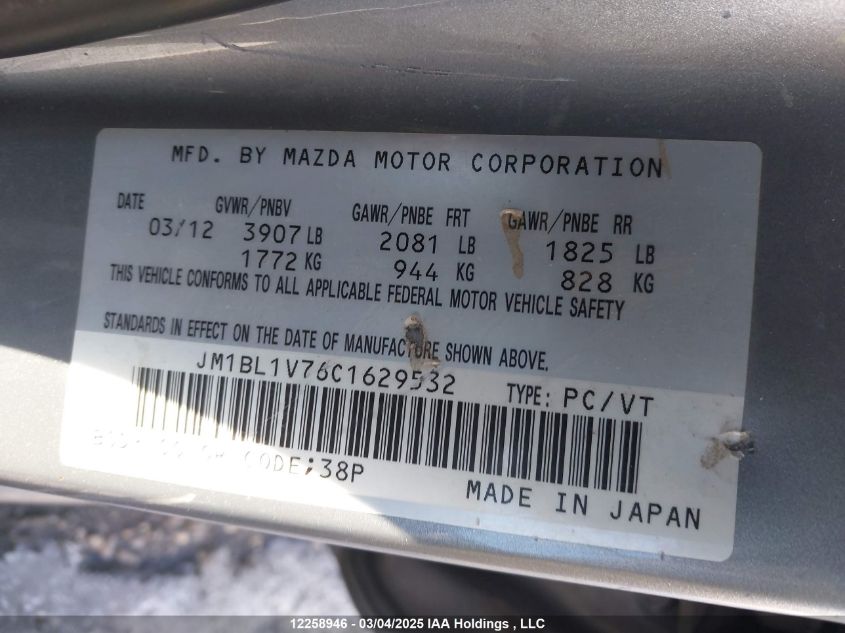 MFD. BY MAZDA MOTOR CORPORATION
DATE GVWR/PNBV GAWR/PNBE FRT GAWR/PNBE RR
03/12 3907 LB 2081 LB 1825 LB
1772 KG 944 KG 828 KG
THIS VEHICLE CONFORMS TO ALL APPLICABLE FEDERAL MOTOR VEHICLE SAFETY
STANDARDS IN EFFECT ON THE DATE OF MANUFACTURE SHOWN ABOVE.
JM1BL1V76C1629532 TYPE: PC/VT
CODE;38P
MADE IN JAPAN
12258946 - 03/04/2025 IAA Holdings , LLC